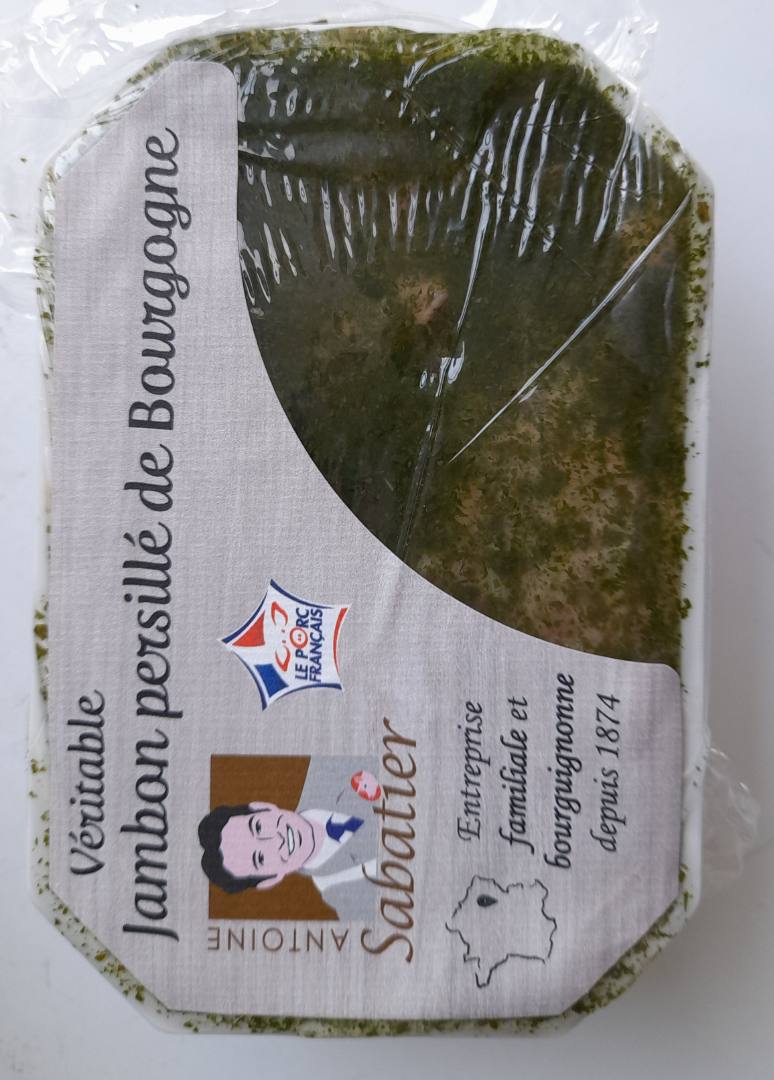 Véritable
Jambon persillé de Bourgogne
ANTOINE
Sabatier
LE PORC
FRANÇAIS
Entreprise
familiale et
bourguignonne
depuis 1874